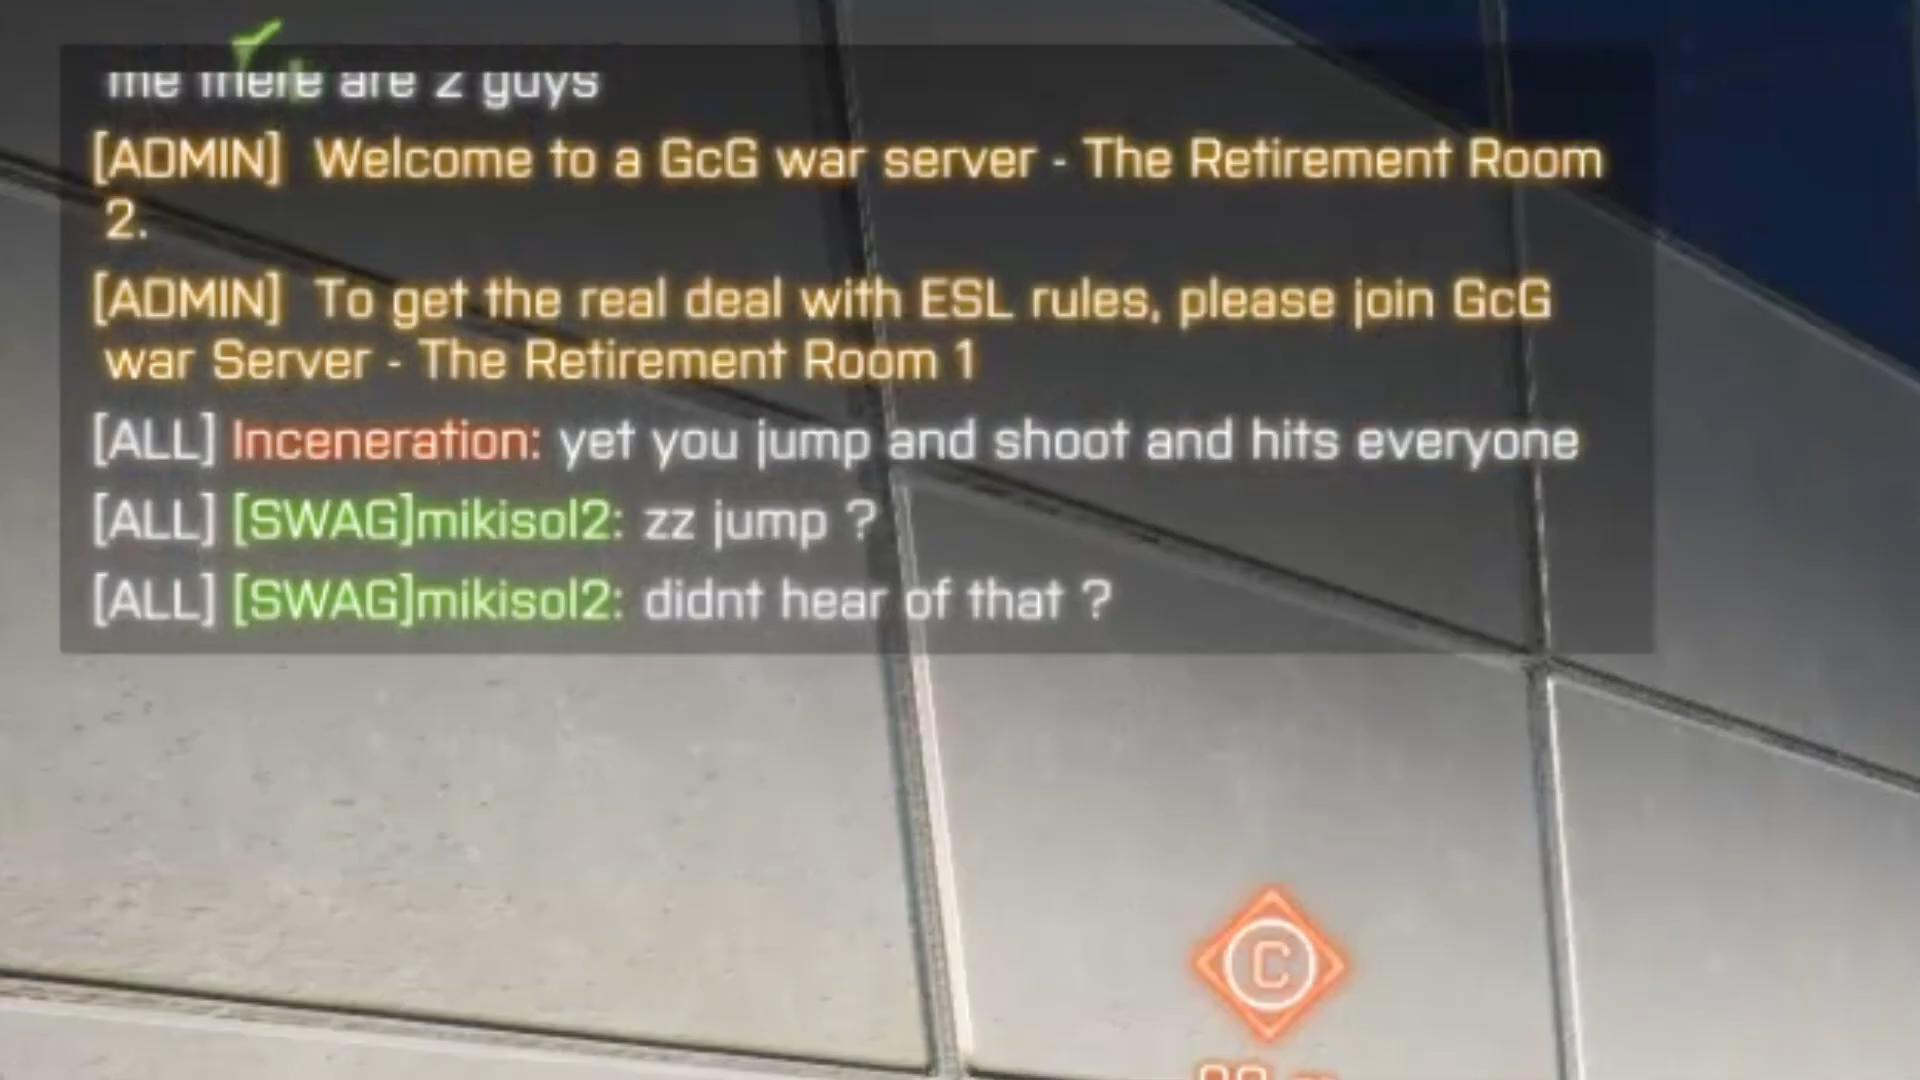 me there are 2 guys
[ADMIN] Welcome to a GcG war server - The Retirement Room
2.
[ADMIN] To get the real deal with ESL rules, please join GcG
war Server - The Retirement Room 1
[ALL] Inceneration: yet you jump and shoot and hits everyone
[ALL] [SWAG]mikisol2: zz jump ?
[ALL] [SWAG]mikisol2: didnt hear of that ?
C